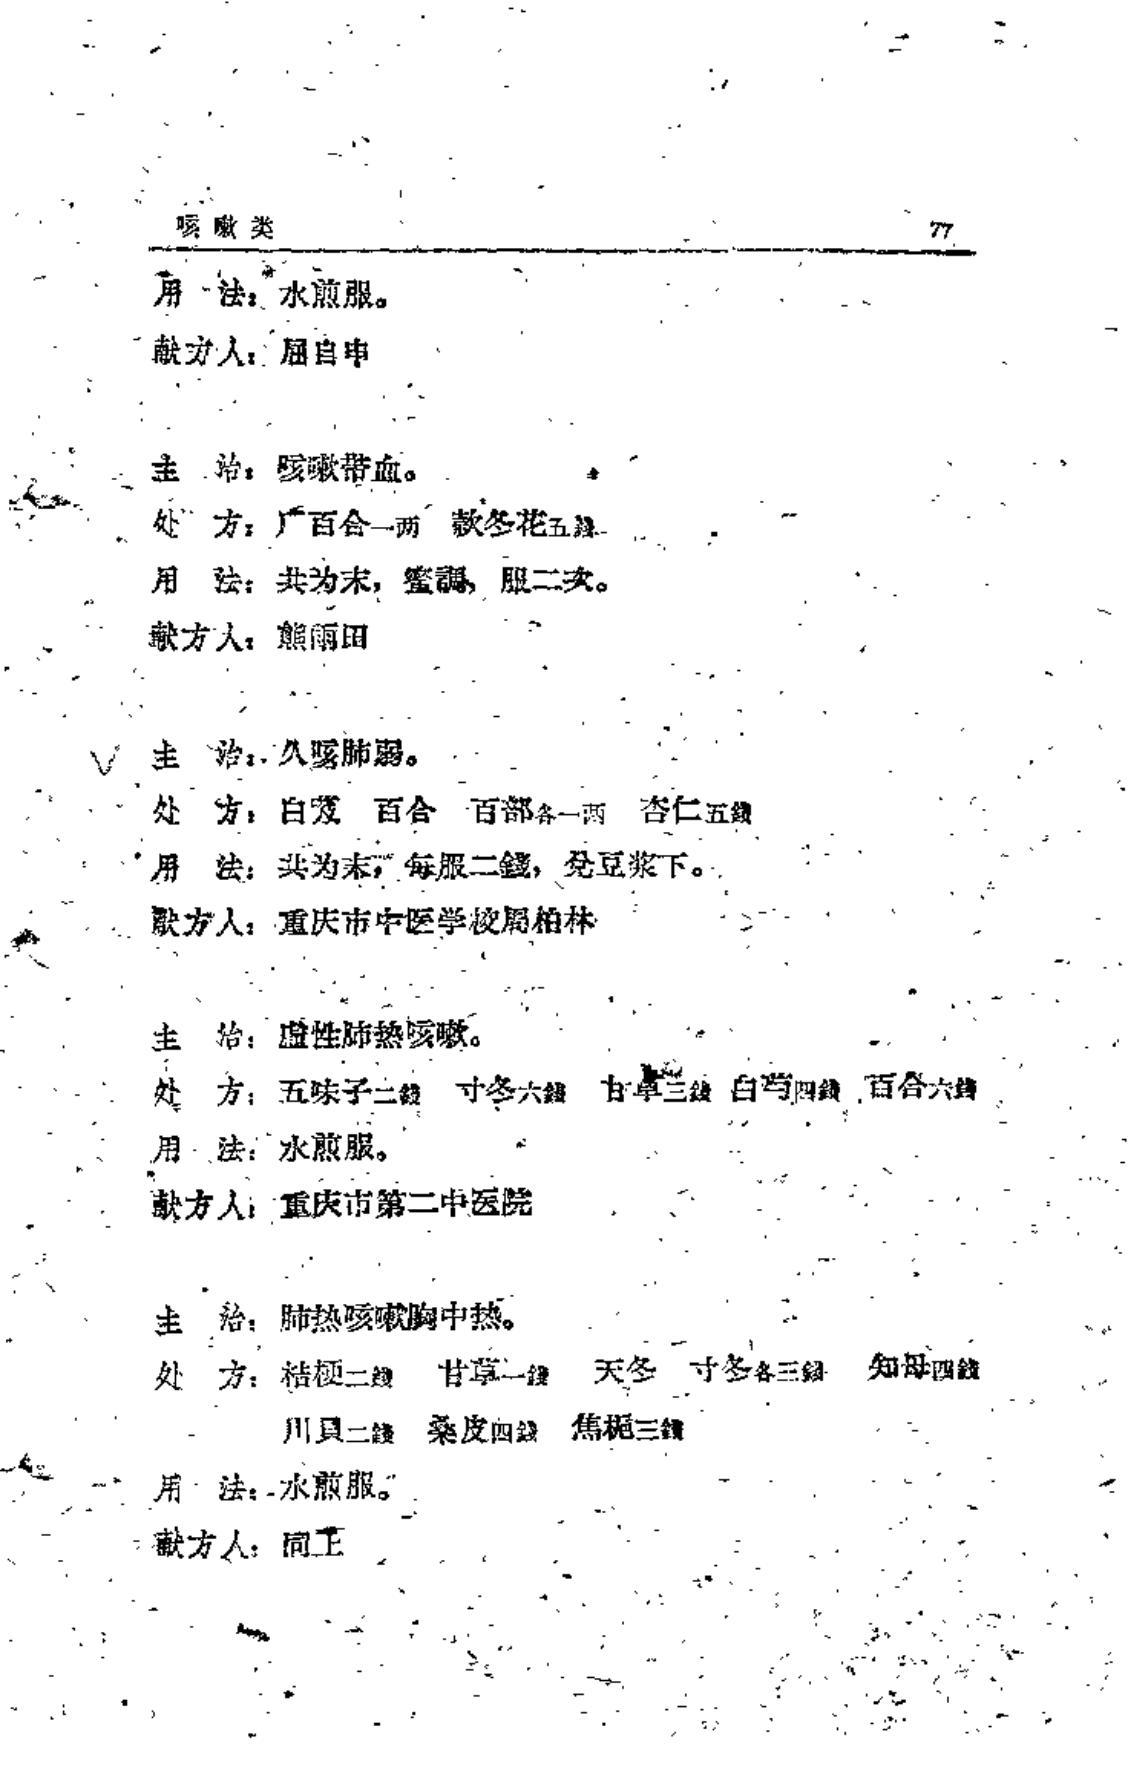 咳嗽类 77
用 法：水煎服。
献方人：屈自申
主 治：咳嗽带血。
处 方：广百合一两 款冬花五錢
用 法：共为末，蜜調，服二次。
献方人：熊雨田
主 治：久咳肺弱。
处 方：白芨 百合 百部各一两 杏仁五錢
用 法：共为末，每服二錢，兌豆浆下。
献方人：重庆市中医学校周柏林
主 治：虛性肺热咳嗽。
处 方：五味子二錢 寸冬六錢 甘草三錢 白芍四錢 百合六錢
用 法：水煎服。
献方人：重庆市第二中医院
主 治：肺热咳嗽胸中热。
处 方：桔梗二錢 甘草一錢 天冬 寸冬各三錢 知母四錢
川貝二錢 桑皮四錢 焦梔三錢
用 法：水煎服。
献方人：同上